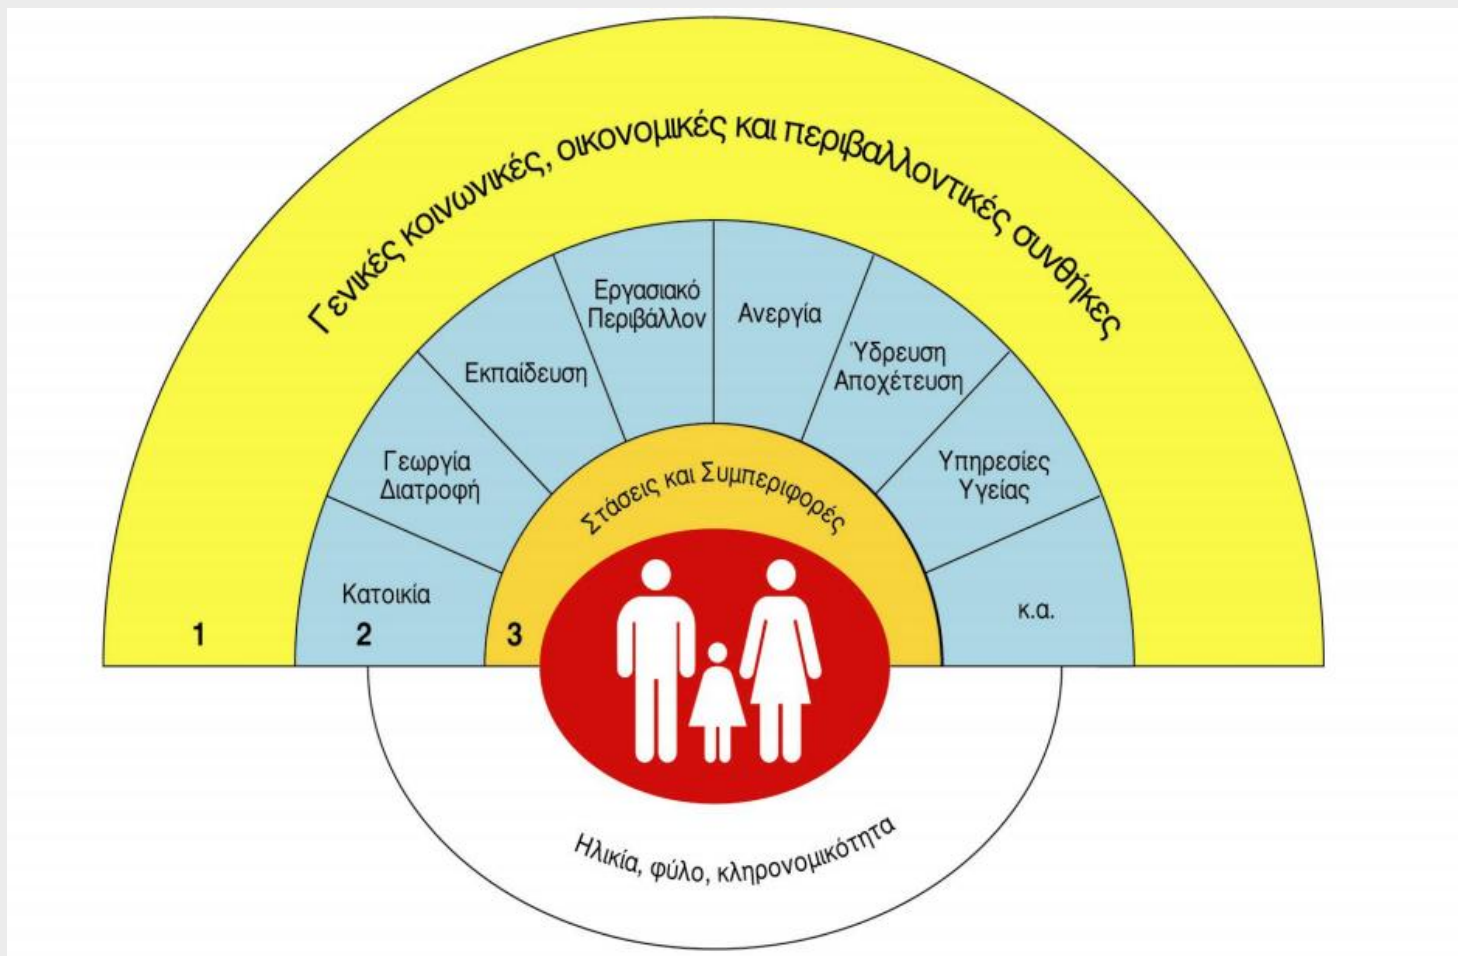 Γενικές κοινωνικές, οικονομικές και περιβαλλοντικές συνθήκες
Εργασιακό
Περιβάλλον
Ανεργία
Ύδρευση
Αποχέτευση
Εκπαίδευση
Γεωργία
Διατροφή
Υπηρεσίες
Υγείας
Στάσεις και Συμπεριφορές
Κατοικία
κ.α.
1
2
3
Ηλικία, φύλο, κληρονομικότητα